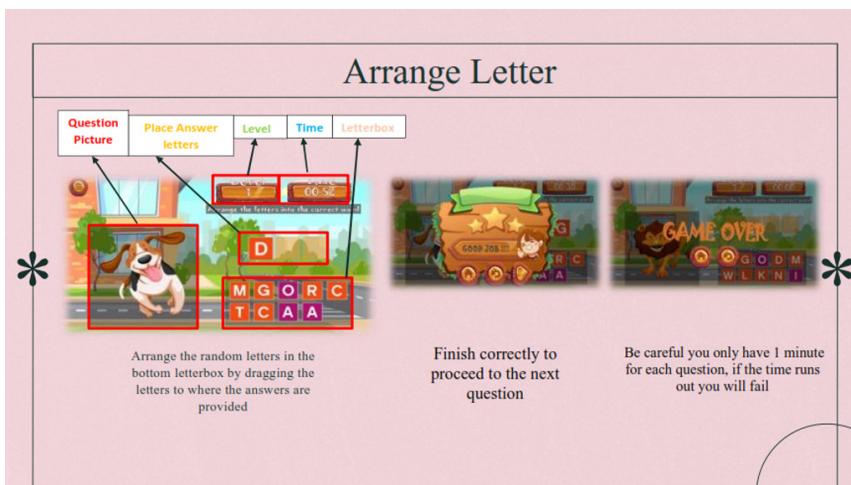 Arrange Letter
Question
Picture
Place Answer
letters
Level
Time
Letterbox
1
00:52
Arrange the letters into the correct word
D
M G O R C
T C A A
G
R C
A A
GOOD JOB !!!
GAME OVER
G O D M
W L K N I
Arrange the random letters in the
bottom letterbox by dragging the
letters to where the answers are
provided
Finish correctly to
proceed to the next
question
Be careful you only have 1 minute
for each question, if the time runs
out you will fail